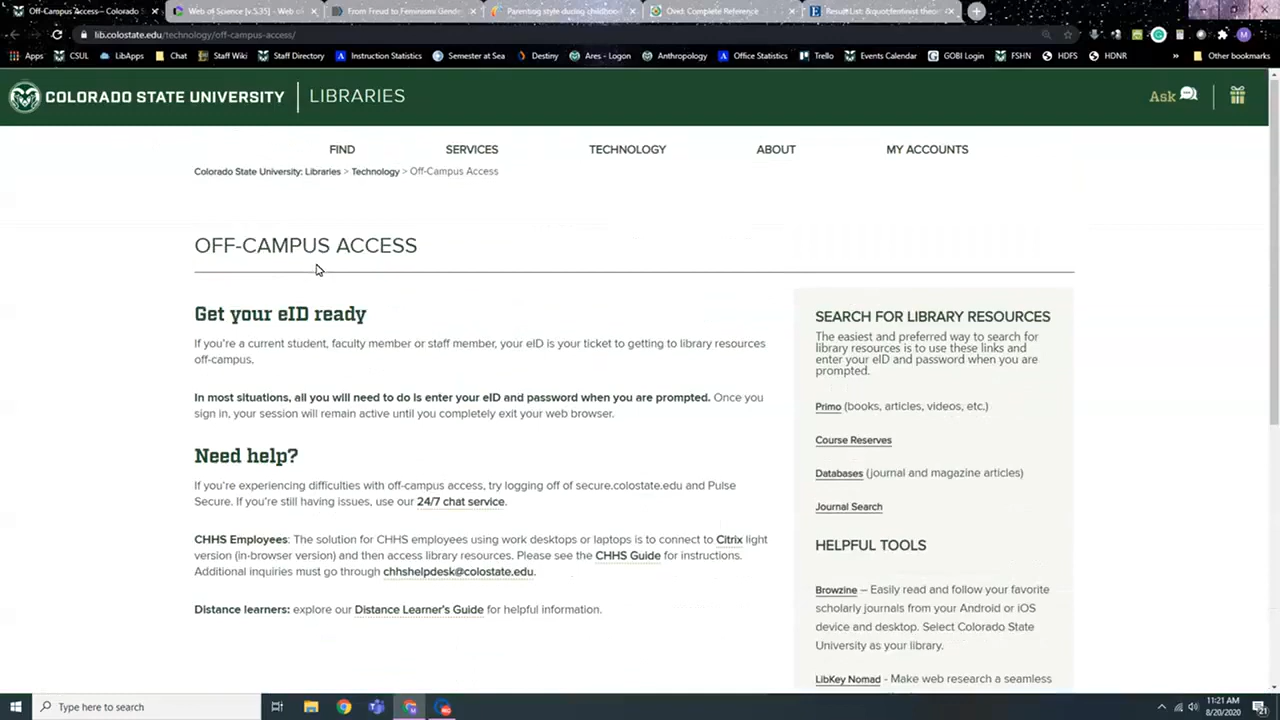 Off-Campus Access – Colorado S
Web of Science [v.5.35] - Web o
From Freud to Feminism: Gende
Parenting style during childhoo
Ovid: Complete Reference
Result List: &quot;feminist theor
lib.colostate.edu/technology/off-campus-access/
Apps CSUL LibApps Chat Staff Wiki Staff Directory Instruction Statistics Semester at Sea Destiny Ares - Logon Anthropology Office Statistics Trello Events Calendar GOBI Login FSHN HDFS HDNR » Other bookmarks
COLORADO STATE UNIVERSITY LIBRARIES
Ask
FIND SERVICES TECHNOLOGY ABOUT MY ACCOUNTS
Colorado State University: Libraries > Technology > Off-Campus Access
OFF-CAMPUS ACCESS
Get your eID ready
If you're a current student, faculty member or staff member, your eID is your ticket to getting to library resources
off-campus.
In most situations, all you will need to do is enter your eID and password when you are prompted. Once you
sign in, your session will remain active until you completely exit your web browser.
Need help?
If you're experiencing difficulties with off-campus access, try logging off of secure.colostate.edu and Pulse
Secure. If you're still having issues, use our 24/7 chat service.
CHHS Employees: The solution for CHHS employees using work desktops or laptops is to connect to Citrix light
version (in-browser version) and then access library resources. Please see the CHHS Guide for instructions.
Additional inquiries must go through chhshelpdesk@colostate.edu.
Distance learners: explore our Distance Learner's Guide for helpful information.
SEARCH FOR LIBRARY RESOURCES
The easiest and preferred way to search for
library resources is to use these links and
enter your eID and password when you are
prompted.
Primo (books, articles, videos, etc.)
Course Reserves
Databases (journal and magazine articles)
Journal Search
HELPFUL TOOLS
Browzine – Easily read and follow your favorite
scholarly journals from your Android or iOS
device and desktop. Select Colorado State
University as your library.
LibKey Nomad - Make web research a seamless
Type here to search
11:21 AM
8/20/2020
21